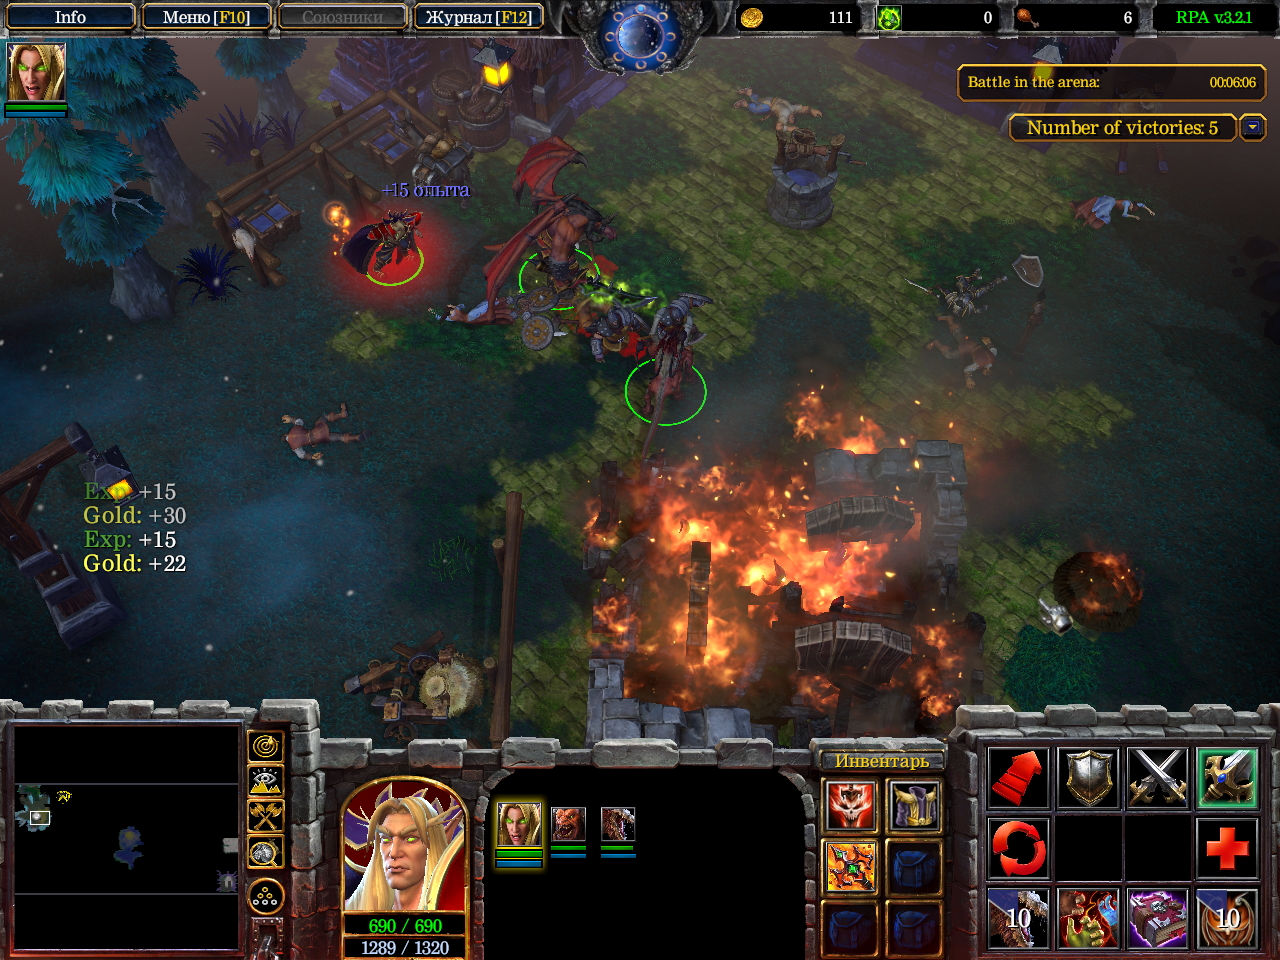 Info
Меню [F10]
Союзники
Журнал [F12]
111
0
6
RPA v.3.2.1
Battle in the arena: 00:06:06
Number of victories: 5
+15 опыта
Exp: +15
Gold: +30
Exp: +15
Gold: +22
Инвентарь
690 / 690
1289 / 1320
10
10